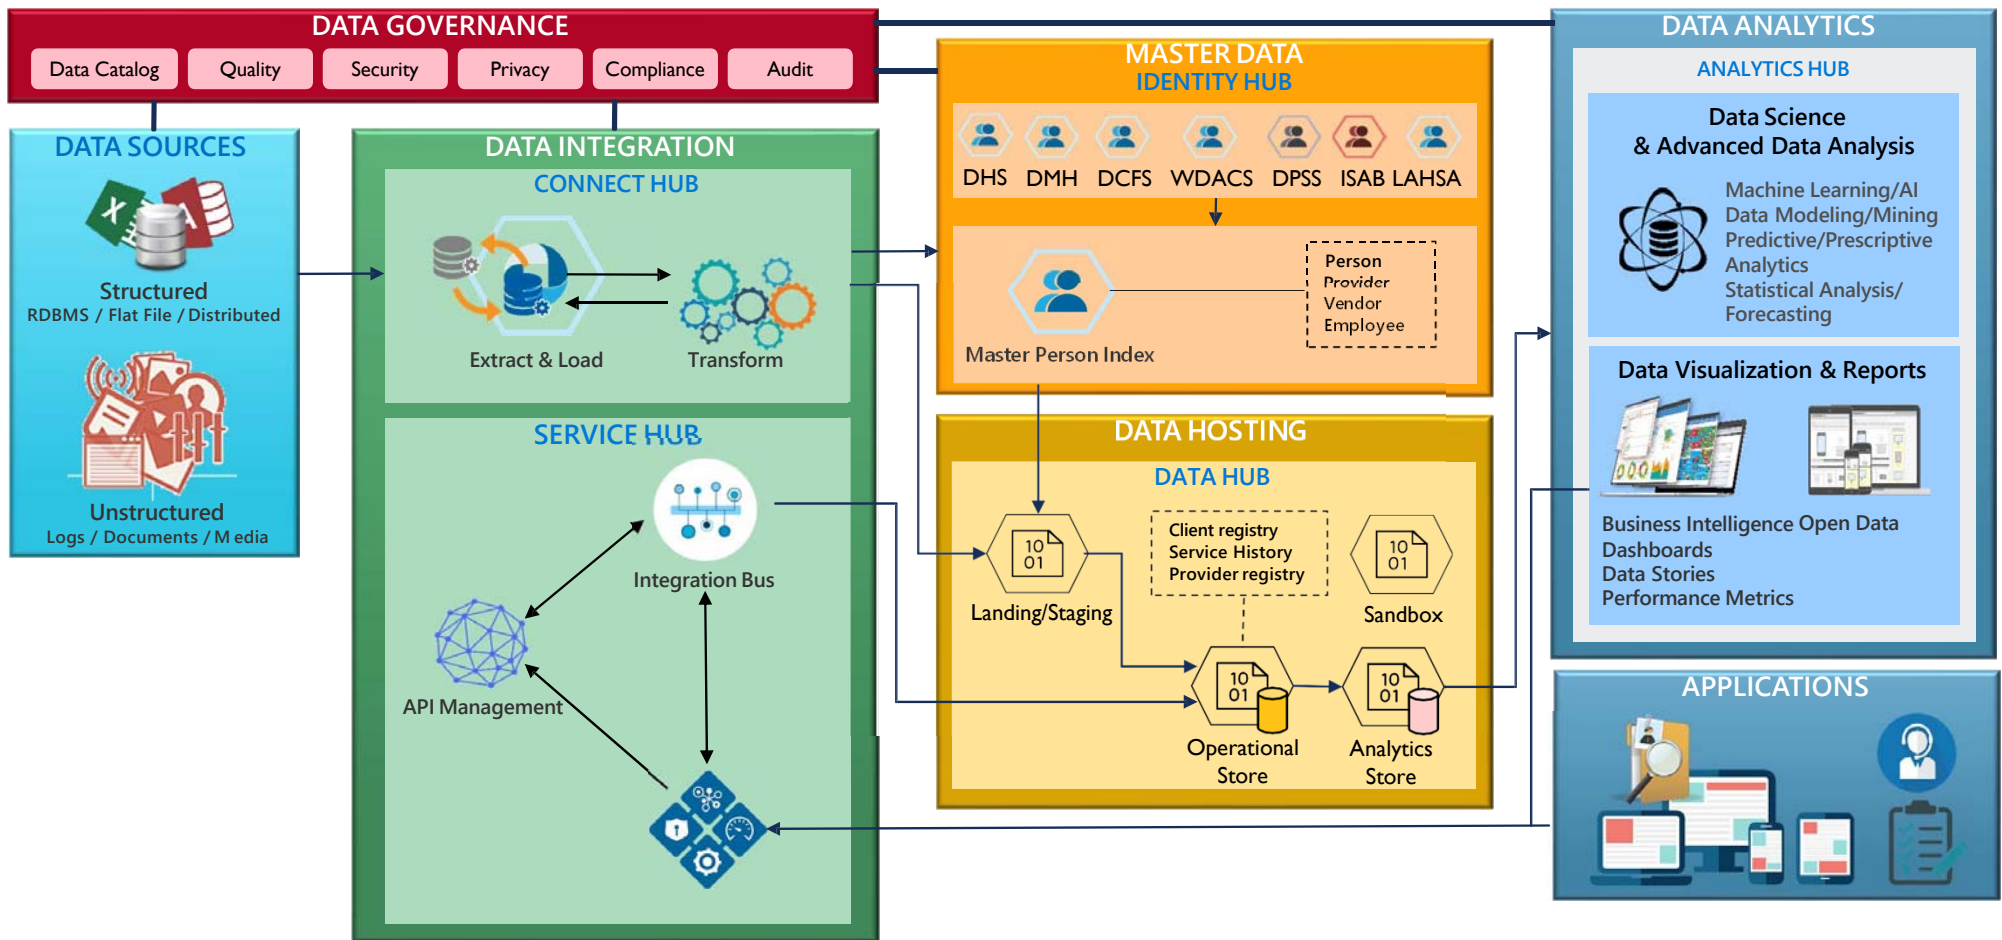 DATA GOVERNANCE
Data Catalog
Quality
Security
Privacy
Compliance
Audit
DATA SOURCES
Structured
RDBMS / Flat File / Distributed
Unstructured
Logs / Documents / Media
DATA INTEGRATION
CONNECT HUB
Extract & Load
Transform
SERVICE HUB
Integration Bus
API Management
MASTER DATA
IDENTITY HUB
DHS
DMH
DCFS
WDACS
DPSS
ISAB
LAHSA
Master Person Index
Person
Provider
Vendor
Employee
DATA HOSTING
DATA HUB
10
01
Landing/Staging
Client registry
Service History
Provider registry
10
01
Sandbox
10
01
Operational
Store
10
01
Analytics
Store
DATA ANALYTICS
ANALYTICS HUB
Data Science
& Advanced Data Analysis
Machine Learning/AI
Data Modeling/Mining
Predictive/Prescriptive
Analytics
Statistical Analysis/
Forecasting
Data Visualization & Reports
Business Intelligence
Dashboards
Data Stories
Performance Metrics
Open Data
APPLICATIONS